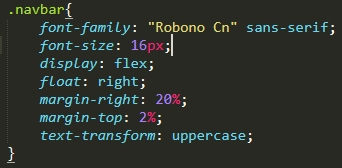 .navbar{
font-family: "Robono Cn" sans-serif;
font-size: 16px;
display: flex;
float: right;
margin-right: 20%;
margin-top: 2%;
text-transform: uppercase;
}